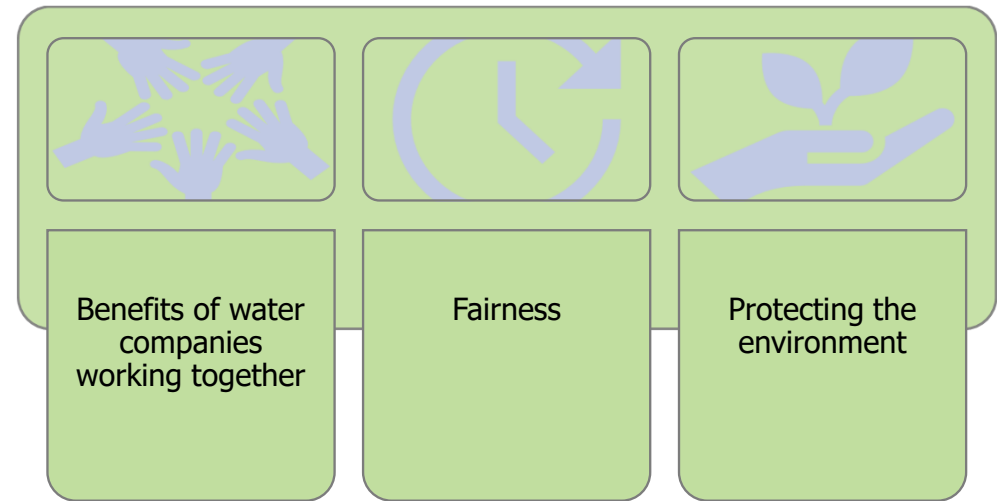 Benefits of water
companies
working together
Fairness
Protecting the
environment